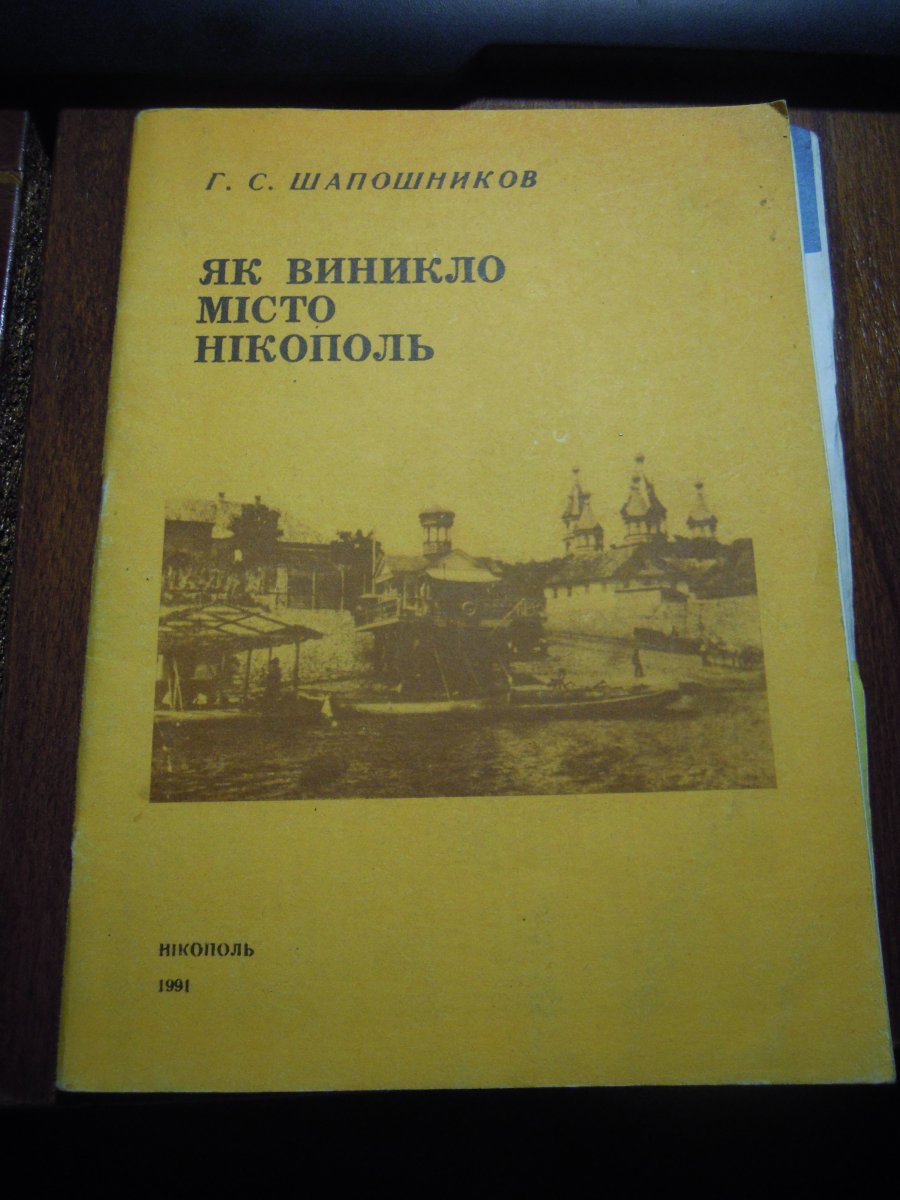 Г. С. ШАПОШНИКОВ
ЯК ВИНИКЛО
МІСТО
НІКОПОЛЬ
НІКОПОЛЬ
1991